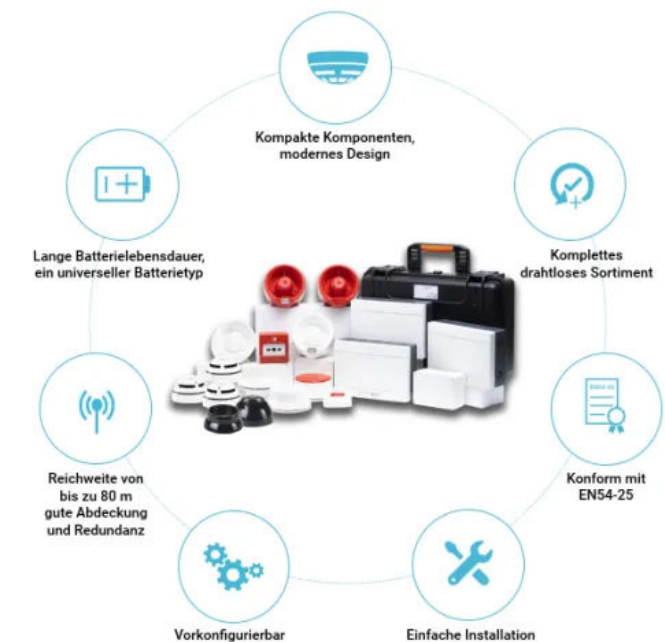 Kompakte Komponenten,
modernes Design
Komplettes
drahtloses Sortiment
Konform mit
EN54-25
Einfache Installation
Vorkonfigurierbar
Reichweite von
bis zu 80 m
gute Abdeckung
und Redundanz
Lange Batterielebensdauer,
ein universeller Batterietyp